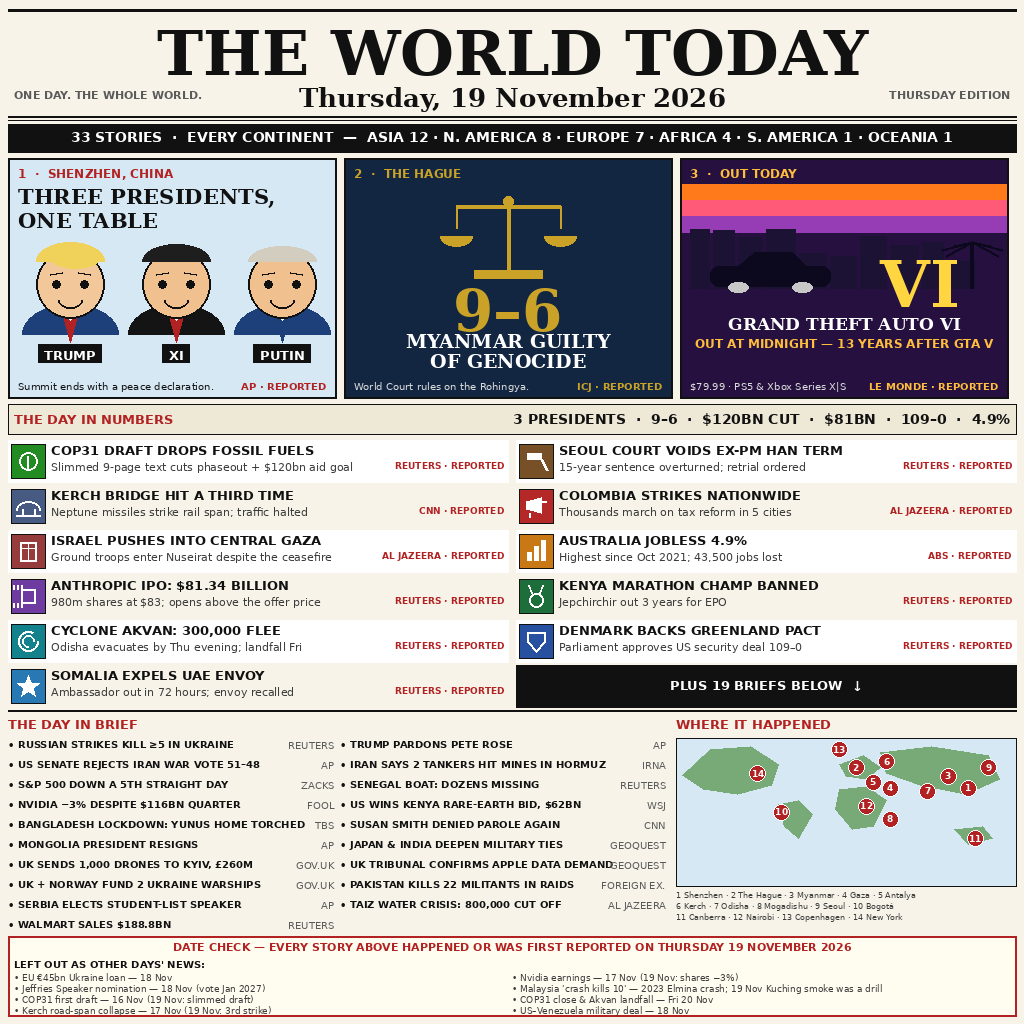 THE WORLD TODAY
ONE DAY. THE WHOLE WORLD.
Thursday, 19 November 2026
THURSDAY EDITION
33 STORIES · EVERY CONTINENT — ASIA 12 · N. AMERICA 8 · EUROPE 7 · AFRICA 4 · S. AMERICA 1 · OCEANIA 1
1 · SHENZHEN, CHINA
THREE PRESIDENTS,
ONE TABLE
TRUMP
XI
PUTIN
Summit ends with a peace declaration.
AP · REPORTED
2 · THE HAGUE
9–6
MYANMAR GUILTY
OF GENOCIDE
World Court rules on the Rohingya.
ICJ · REPORTED
3 · OUT TODAY
VI
GRAND THEFT AUTO VI
OUT AT MIDNIGHT — 13 YEARS AFTER GTA V
$79.99 · PS5 & Xbox Series X|S
LE MONDE · REPORTED
THE DAY IN NUMBERS
3 PRESIDENTS · 9–6 · $120BN CUT · $81BN · 109–0 · 4.9%
COP31 DRAFT DROPS FOSSIL FUELS
Slimmed 9-page text cuts phaseout + $120bn aid goal
REUTERS · REPORTED
KERCH BRIDGE HIT A THIRD TIME
Neptune missiles strike rail span; traffic halted
CNN · REPORTED
ISRAEL PUSHES INTO CENTRAL GAZA
Ground troops enter Nuseirat despite the ceasefire
AL JAZEERA · REPORTED
ANTHROPIC IPO: $81.34 BILLION
980m shares at $83; opens above the offer price
REUTERS · REPORTED
CYCLONE AKVAN: 300,000 FLEE
Odisha evacuates by Thu evening; landfall Fri
REUTERS · REPORTED
SOMALIA EXPELS UAE ENVOY
Ambassador out in 72 hours; envoy recalled
REUTERS · REPORTED
SEOUL COURT VOIDS EX-PM HAN TERM
15-year sentence overturned; retrial ordered
REUTERS · REPORTED
COLOMBIA STRIKES NATIONWIDE
Thousands march on tax reform in 5 cities
AL JAZEERA · REPORTED
AUSTRALIA JOBLESS 4.9%
Highest since Oct 2021; 43,500 jobs lost
ABS · REPORTED
KENYA MARATHON CHAMP BANNED
Jepchirchir out 3 years for EPO
REUTERS · REPORTED
DENMARK BACKS GREENLAND PACT
Parliament approves US security deal 109–0
REUTERS · REPORTED
PLUS 19 BRIEFS BELOW ↓
THE DAY IN BRIEF
• RUSSIAN STRIKES KILL ≥5 IN UKRAINE REUTERS
• US SENATE REJECTS IRAN WAR VOTE 51–48 AP
• S&P 500 DOWN A 5TH STRAIGHT DAY ZACKS
• NVIDIA −3% DESPITE $116BN QUARTER FOOL
• BANGLADESH LOCKDOWN: YUNUS HOME TORCHED TBS
• MONGOLIA PRESIDENT RESIGNS AP
• UK SENDS 1,000 DRONES TO KYIV, £260M GOV.UK
• UK + NORWAY FUND 2 UKRAINE WARSHIPS GOV.UK
• SERBIA ELECTS STUDENT-LIST SPEAKER AP
• WALMART SALES $188.8BN REUTERS
• TRUMP PARDONS PETE ROSE AP
• IRAN SAYS 2 TANKERS HIT MINES IN HORMUZ IRNA
• SENEGAL BOAT: DOZENS MISSING REUTERS
• US WINS KENYA RARE-EARTH BID, $62BN WSJ
• SUSAN SMITH DENIED PAROLE AGAIN CNN
• JAPAN & INDIA DEEPEN MILITARY TIES GEOQUEST
• UK TRIBUNAL CONFIRMS APPLE DATA DEMAND GEOQUEST
• PAKISTAN KILLS 22 MILITANTS IN RAIDS FOREIGN EX.
• TAIZ WATER CRISIS: 800,000 CUT OFF AL JAZEERA
WHERE IT HAPPENED
13
2
6
9
14
5
4
3
7
1
10
12
8
11
1 Shenzhen · 2 The Hague · 3 Myanmar · 4 Gaza · 5 Antalya
6 Kerch · 7 Odisha · 8 Mogadishu · 9 Seoul · 10 Bogotá
11 Canberra · 12 Nairobi · 13 Copenhagen · 14 New York
DATE CHECK — EVERY STORY ABOVE HAPPENED OR WAS FIRST REPORTED ON THURSDAY 19 NOVEMBER 2026
LEFT OUT AS OTHER DAYS' NEWS:
• EU €45bn Ukraine loan — 18 Nov
• Jeffries Speaker nomination — 18 Nov (vote Jan 2027)
• COP31 first draft — 16 Nov (19 Nov: slimmed draft)
• Kerch road-span collapse — 17 Nov (19 Nov: 3rd strike)
• Nvidia earnings — 17 Nov (19 Nov: shares −3%)
• Malaysia 'crash kills 10' — 2023 Elmina crash; 19 Nov Kuching smoke was a drill
• COP31 close & Akvan landfall — Fri 20 Nov
• US–Venezuela military deal — 18 Nov